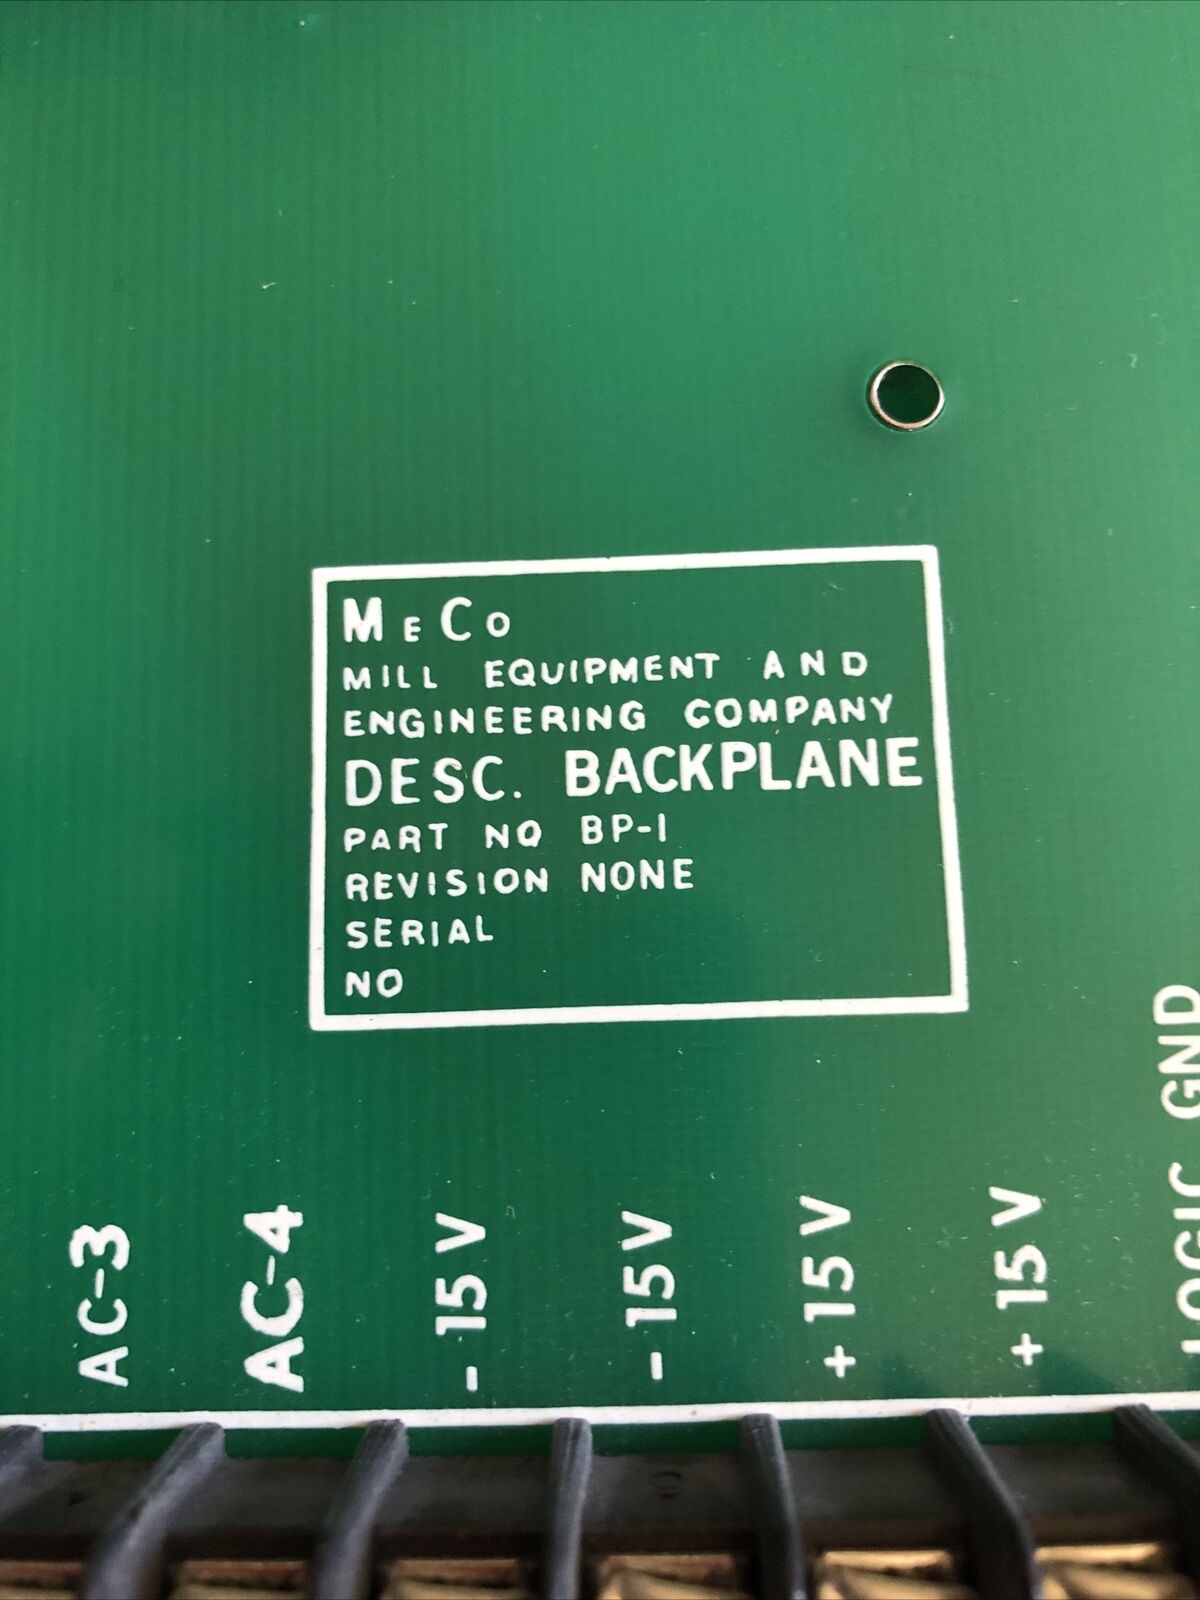 MeCo
MILL EQUIPMENT AND
ENGINEERING COMPANY
DESC. BACKPLANE
PART NO BP-1
REVISION NONE
SERIAL
NO
AC-3
AC-4
- 15 V
- 15 V
+ 15 V
+ 15 V
LOGIC GND